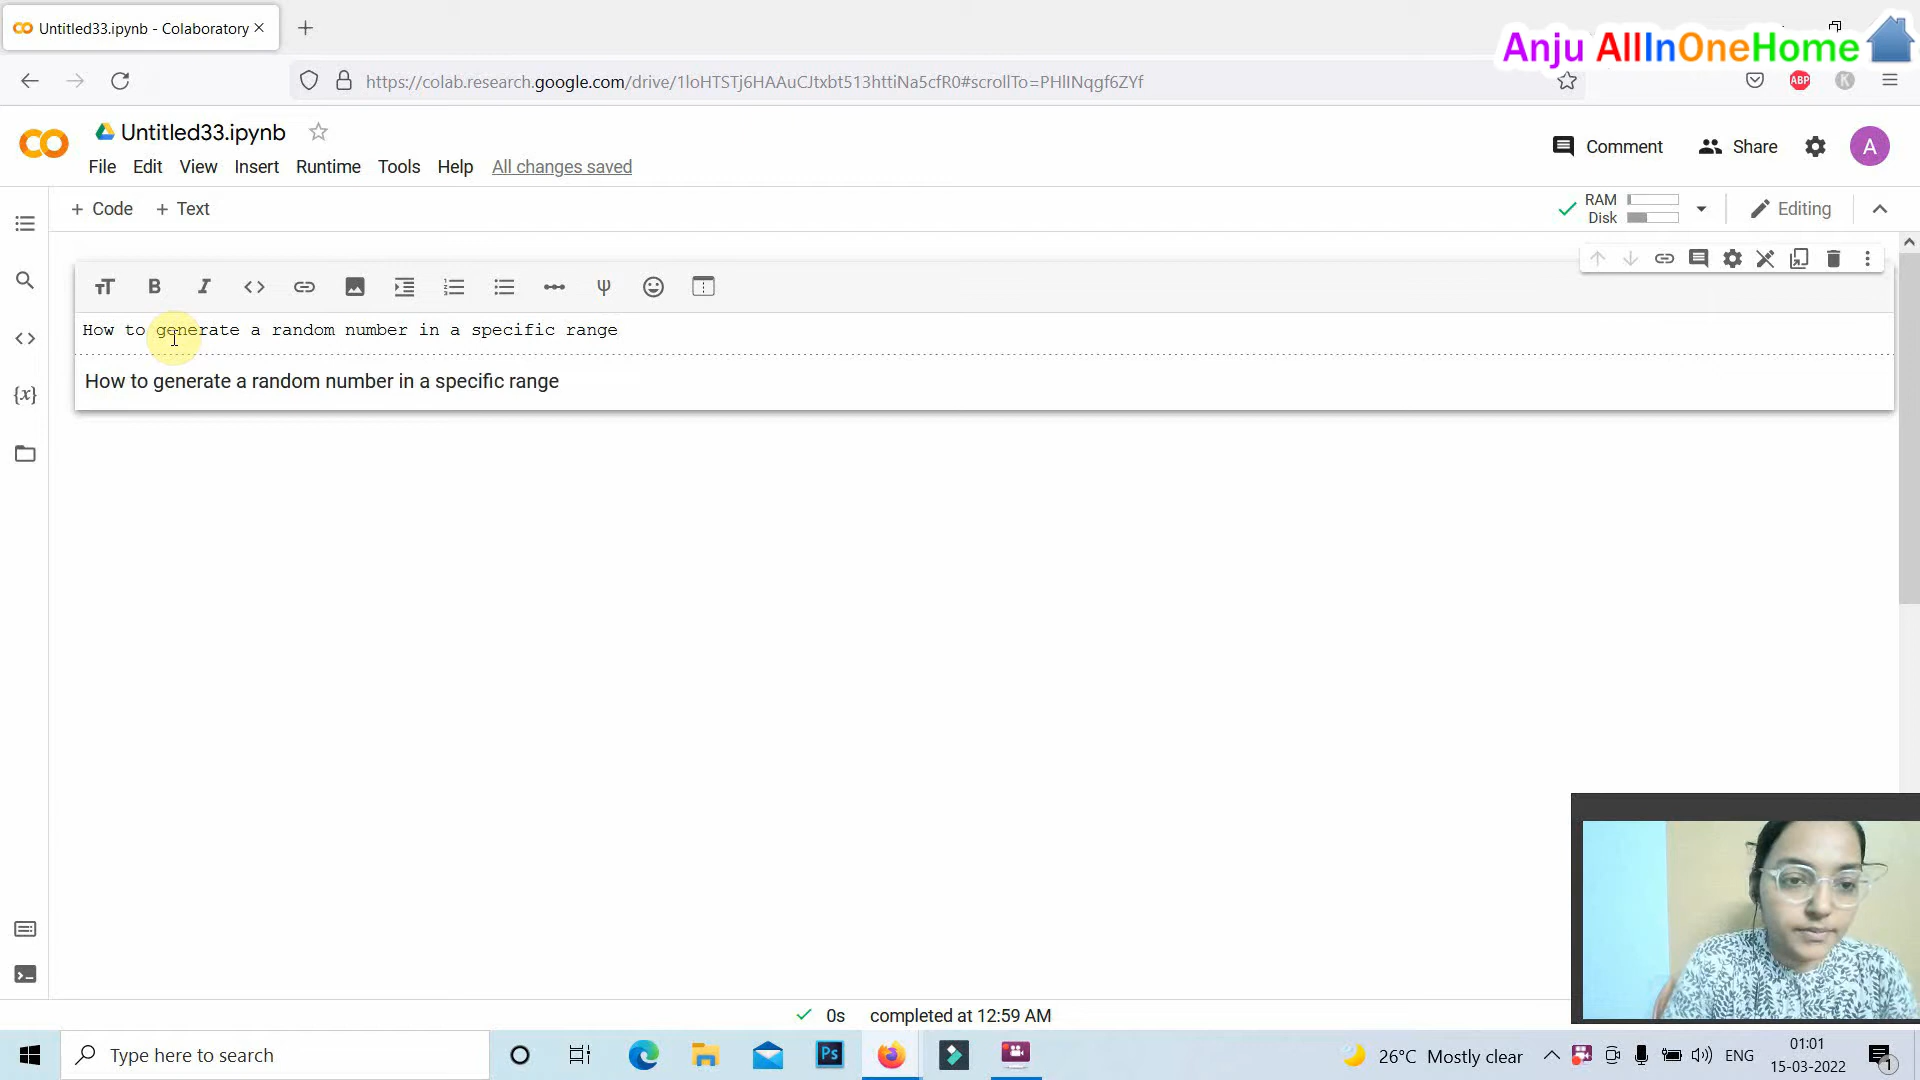 Untitled33.ipynb - Colaboratory
Anju AllInOneHome
https://colab.research.google.com/drive/1loHTSTj6HAAuCJtxbt513httiNa5cfR0#scrollTo=PHlINqgf6ZYf
ABP
K
Untitled33.ipynb
Comment
Share
A
File Edit View Insert Runtime Tools Help All changes saved
+ Code + Text
RAM
Disk
Editing
How to generate a random number in a specific range
How to generate a random number in a specific range
0s completed at 12:59 AM
Type here to search
Ps
26°C Mostly clear
ENG
01:01
15-03-2022
1